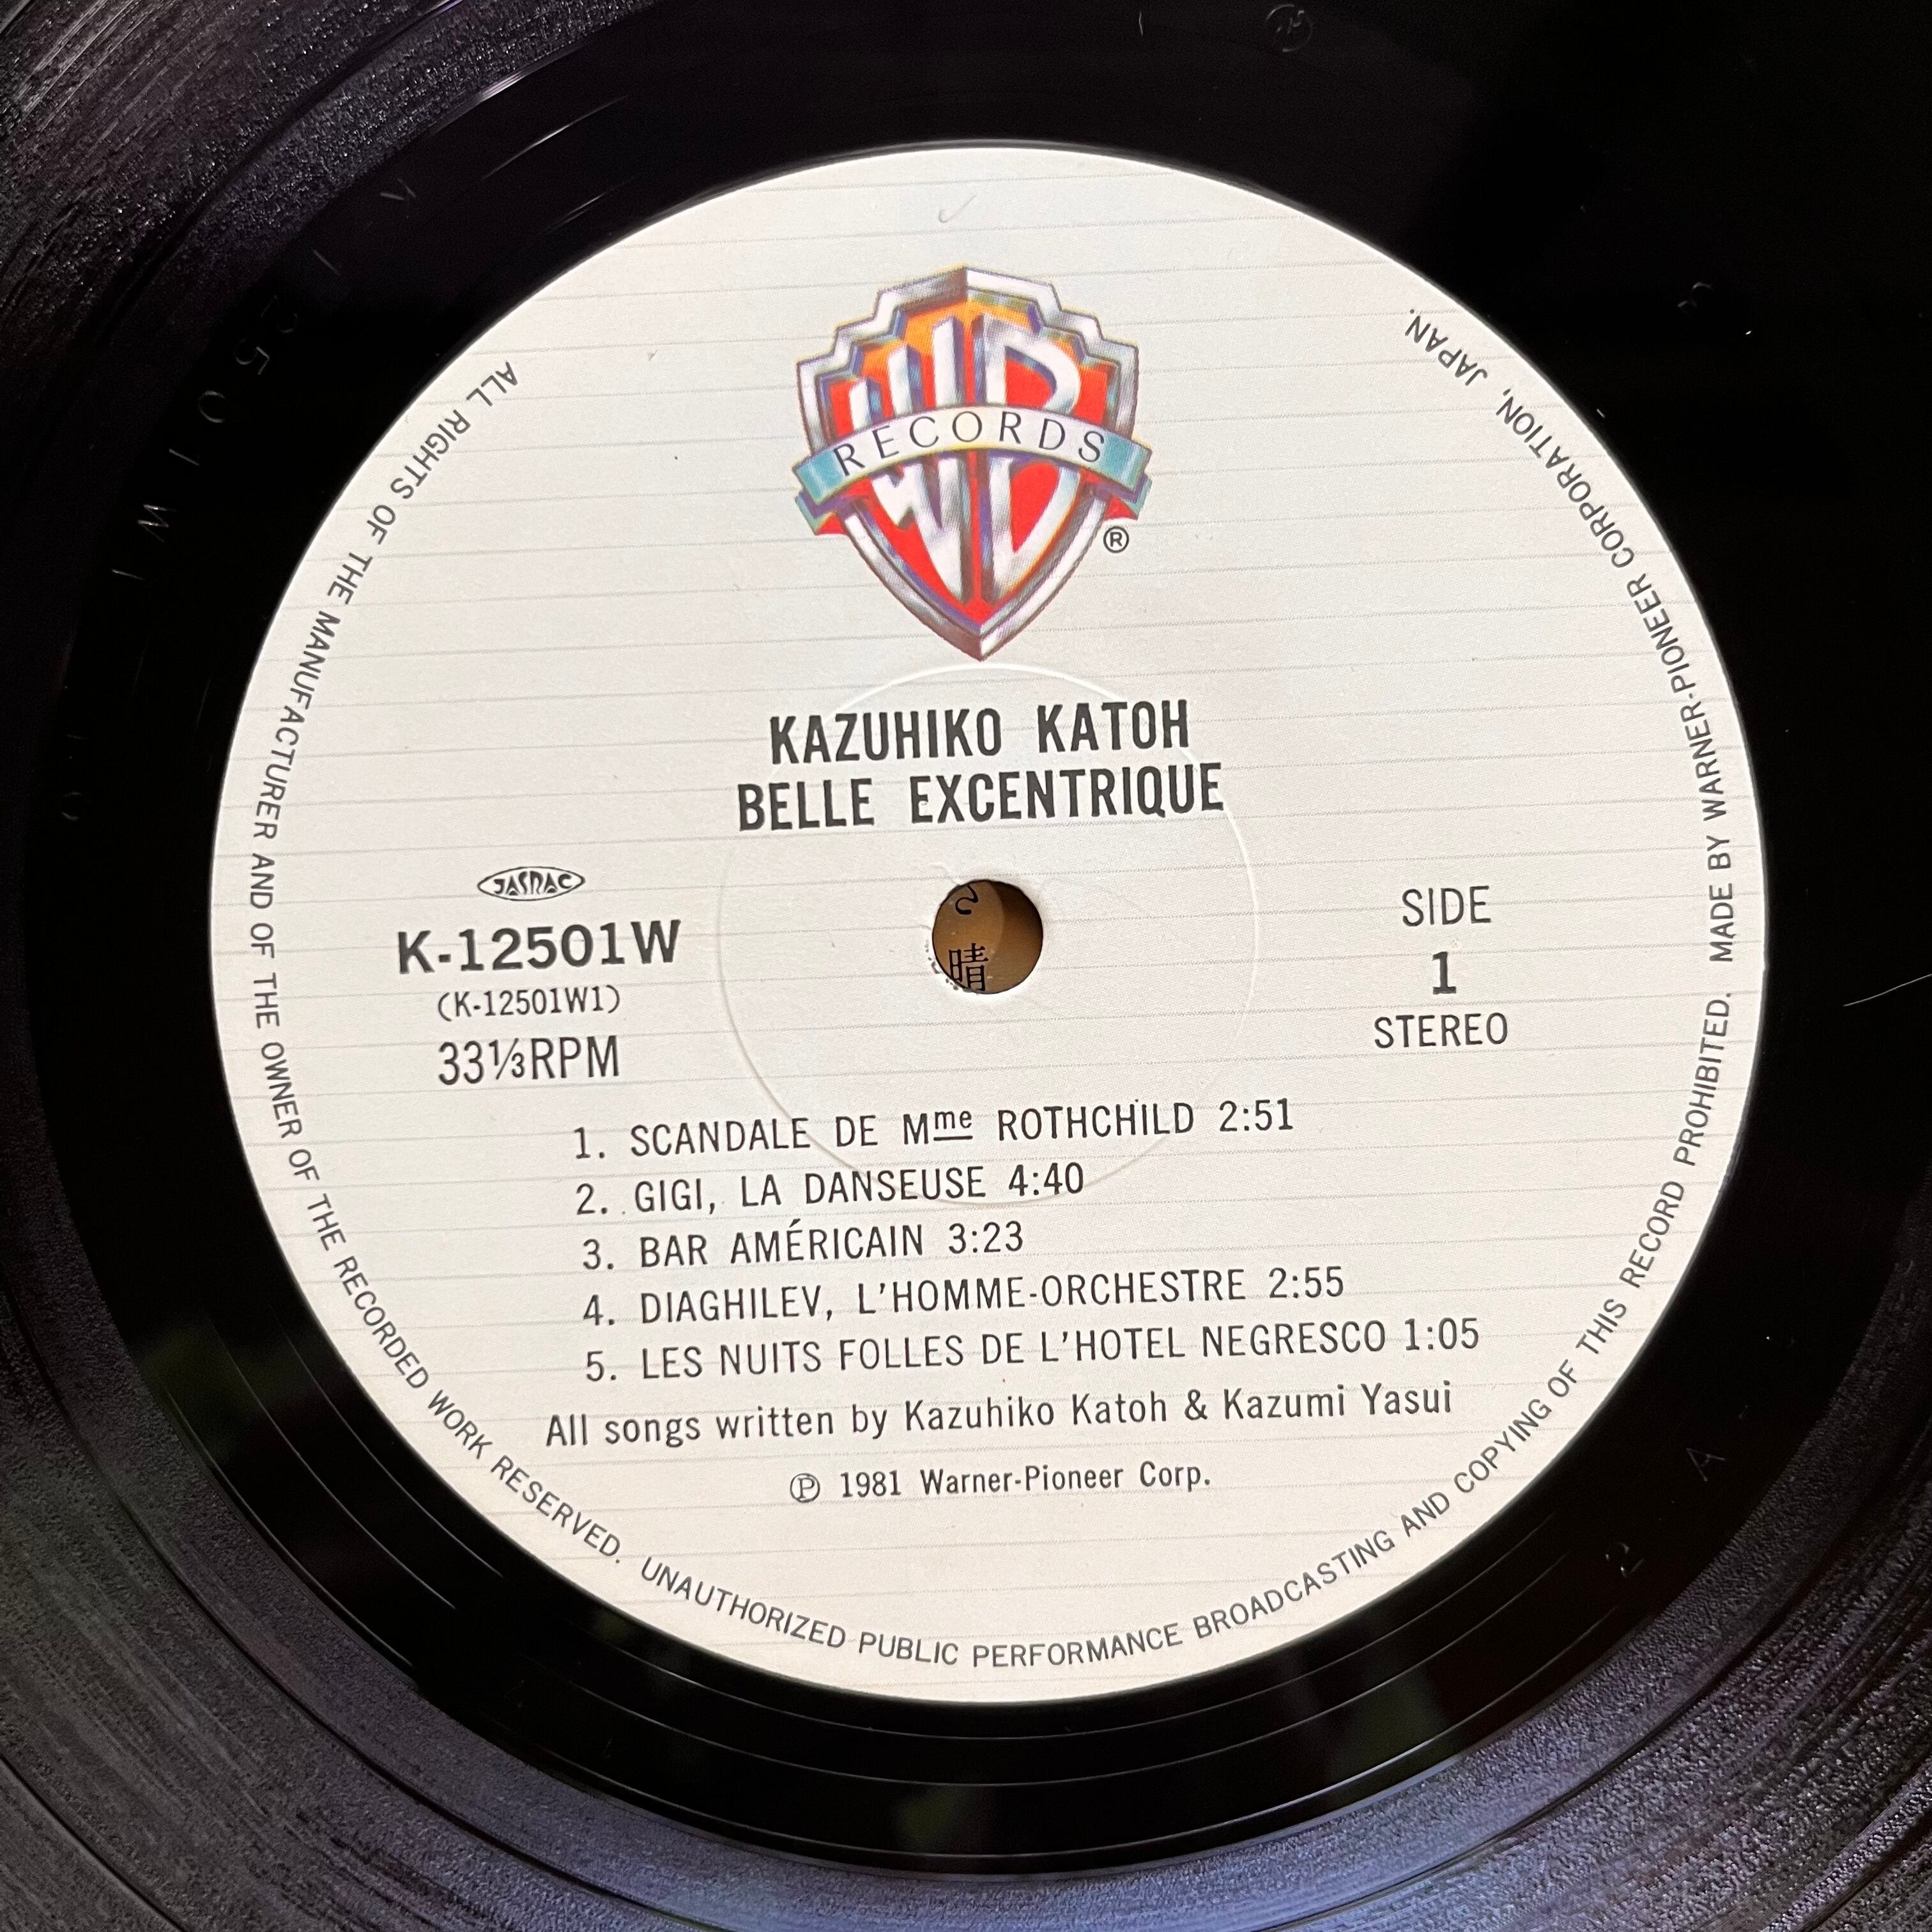 WB
RECORDS
®
KAZUHIKO KATOH
BELLE EXCENTRIQUE
JASRAC
K-12501W
(K-12501W1)
33⅓RPM
SIDE
1
STEREO
晴
1. SCANDALE DE Mme ROTHCHILD 2:51
2. GIGI, LA DANSEUSE 4:40
3. BAR AMÉRICAIN 3:23
4. DIAGHILEV, L'HOMME-ORCHESTRE 2:55
5. LES NUITS FOLLES DE L'HOTEL NEGRESCO 1:05
All songs written by Kazuhiko Katoh & Kazumi Yasui
℗ 1981 Warner-Pioneer Corp.
ALL RIGHTS OF THE MANUFACTURER AND OF THE OWNER OF THE RECORDED WORK RESERVED. UNAUTHORIZED PUBLIC PERFORMANCE BROADCASTING AND COPYING OF THIS RECORD PROHIBITED. MADE BY WARNER-PIONEER CORPORATION, JAPAN.